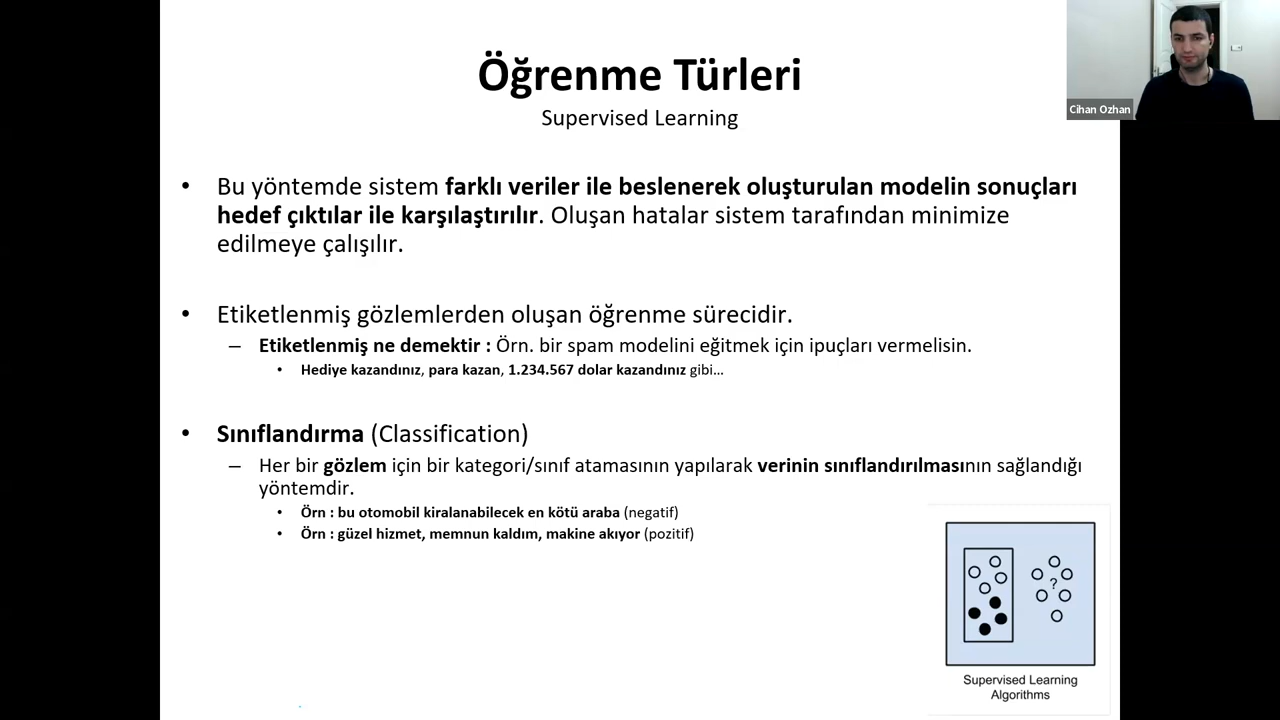 Öğrenme Türleri
Supervised Learning
Cihan Ozhan
• Bu yöntemde sistem farklı veriler ile beslenerek oluşturulan modelin sonuçları
hedef çıktılar ile karşılaştırılır. Oluşan hatalar sistem tarafından minimize
edilmeye çalışılır.
• Etiketlenmiş gözlemlerden oluşan öğrenme sürecidir.
– Etiketlenmiş ne demektir : Örn. bir spam modelini eğitmek için ipuçları vermelisin.
• Hediye kazandınız, para kazan, 1.234.567 dolar kazandınız gibi…
• Sınıflandırma (Classification)
– Her bir gözlem için bir kategori/sınıf atamasının yapılarak verinin sınıflandırılmasının sağlandığı
yöntemdir.
• Örn : bu otomobil kiralanabilecek en kötü araba (negatif)
• Örn : güzel hizmet, memnun kaldım, makine akıyor (pozitif)
?
Supervised Learning
Algorithms